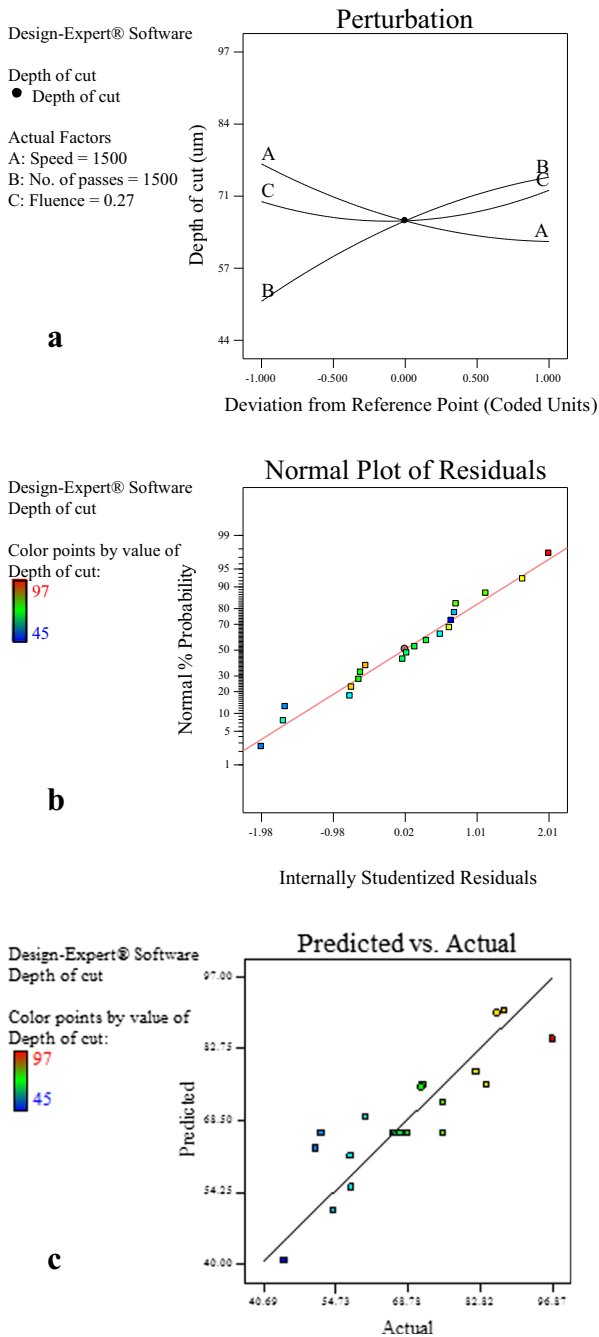 Design-Expert® Software
Depth of cut
Depth of cut
Actual Factors
A: Speed = 1500
B: No. of passes = 1500
C: Fluence = 0.27
a
Perturbation
Depth of cut (um)
97
84
71
57
44
A
C
B
B
C
A
-1.000 -0.500 0.000 0.500 1.000
Deviation from Reference Point (Coded Units)
Design-Expert® Software
Depth of cut
Color points by value of
Depth of cut:
97
45
b
Normal Plot of Residuals
Normal % Probability
99
95
90
80
70
50
30
20
10
5
1
-1.98 -0.98 0.02 1.01 2.01
Internally Studentized Residuals
Design-Expert® Software
Depth of cut
Color points by value of
Depth of cut:
97
45
c
Predicted vs. Actual
Predicted
97.00
82.75
68.50
54.25
40.00
40.69 54.73 68.78 82.82 96.87
Actual